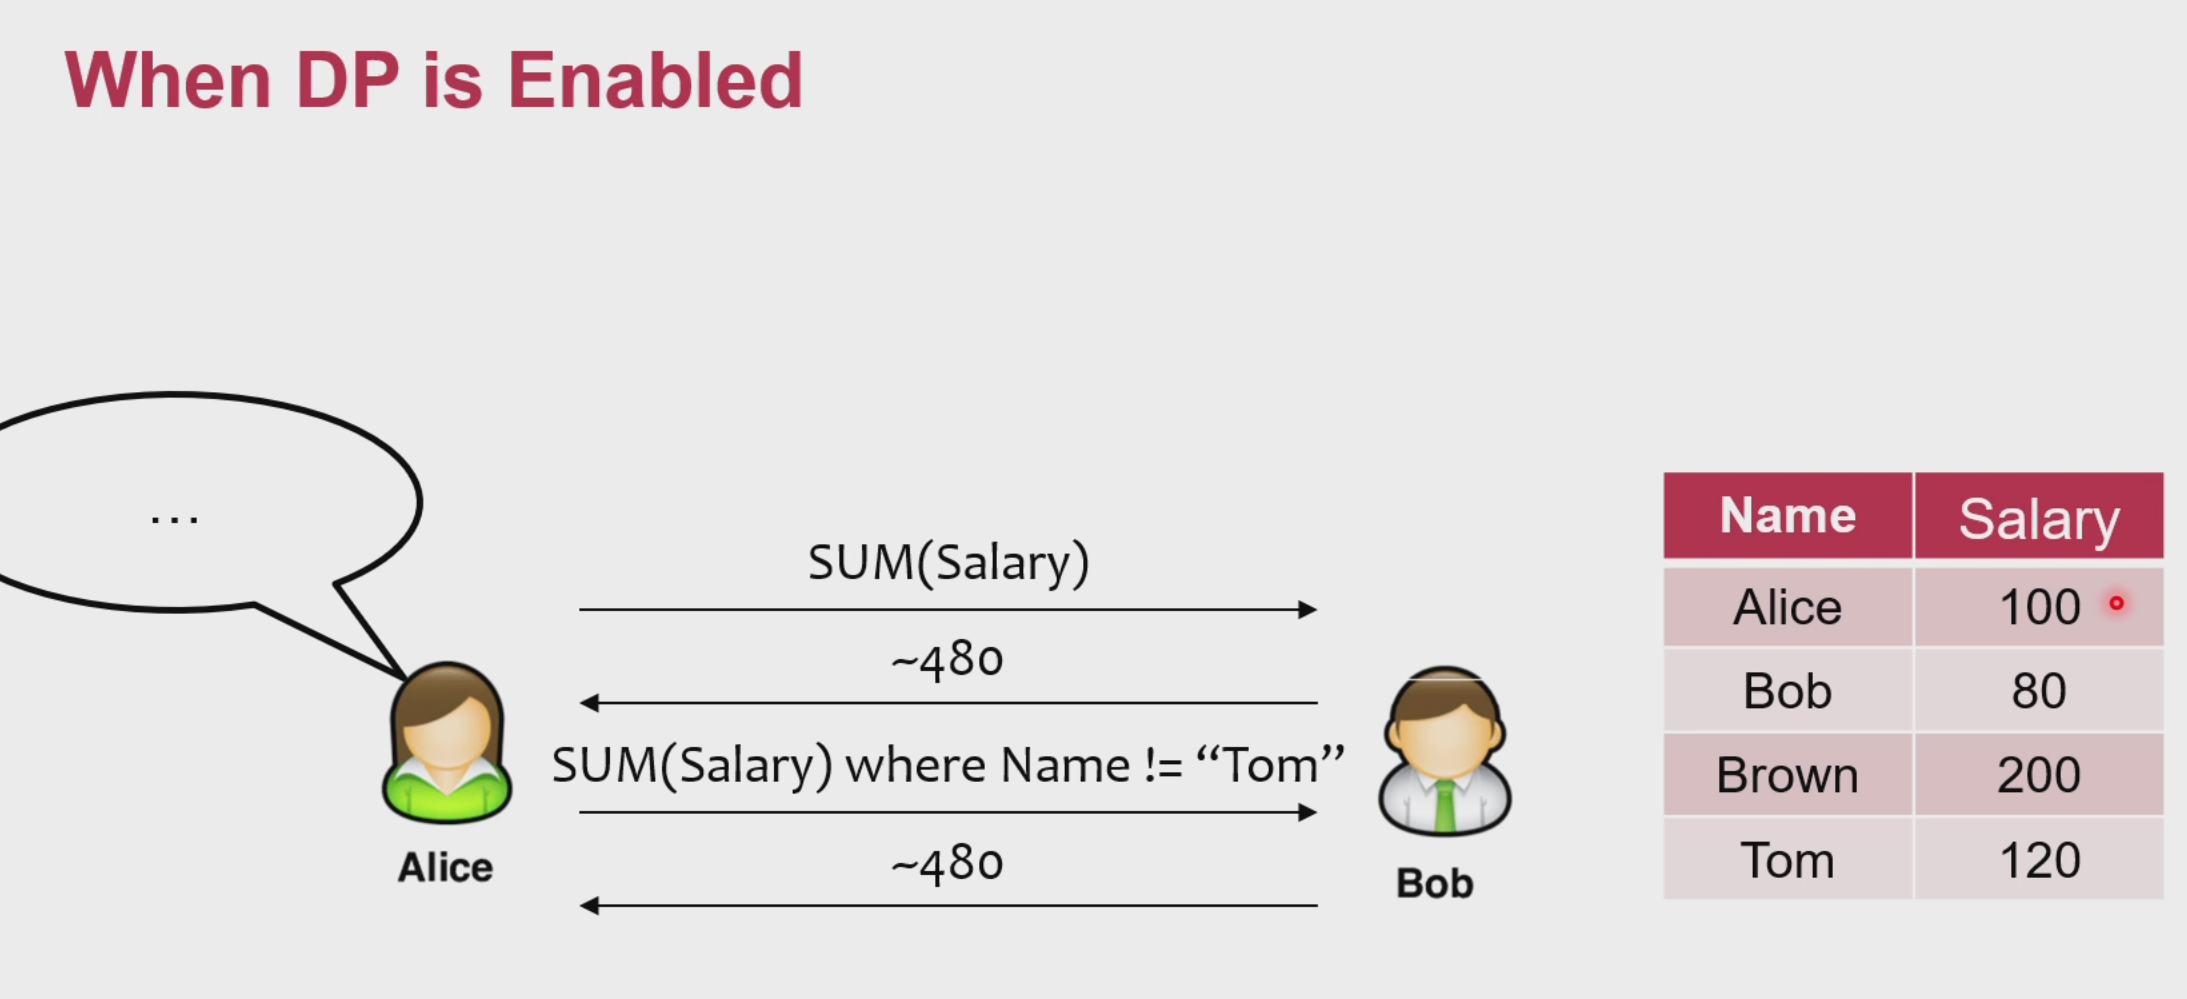 When DP is Enabled
...
SUM(Salary)
~480
SUM(Salary) where Name != “Tom”
~480
Alice
Bob
Name Salary
Alice 100
Bob 80
Brown 200
Tom 120